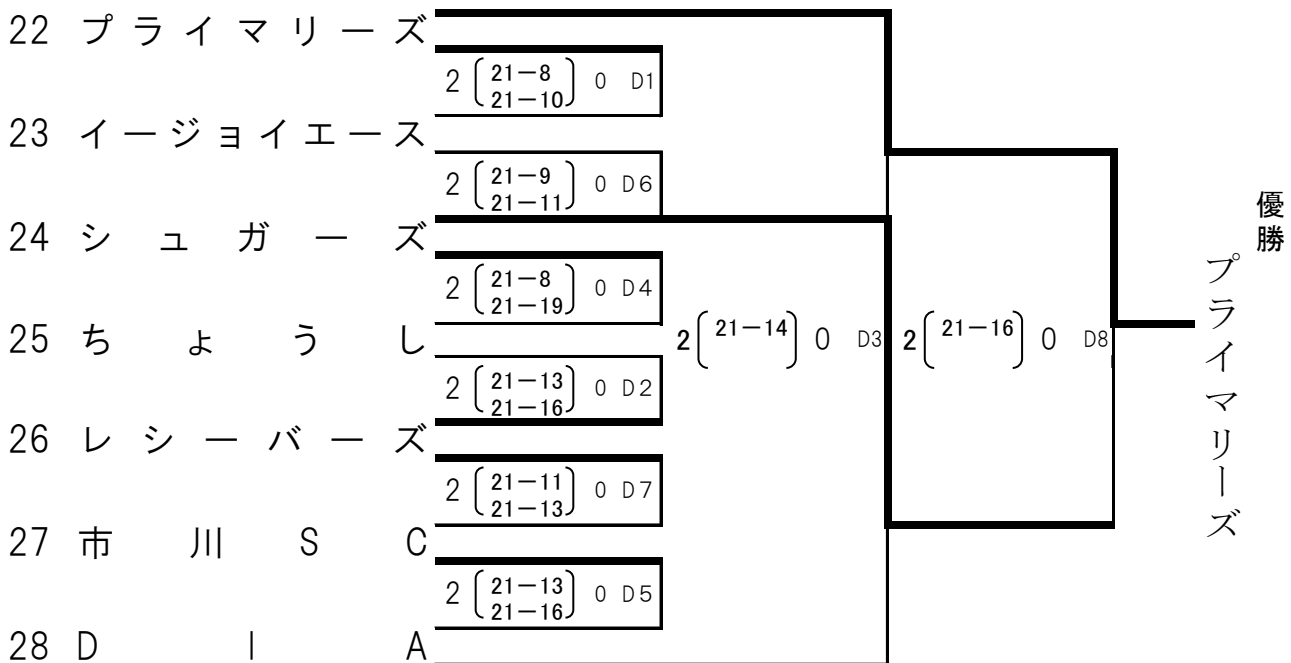 22 プライマリーズ
2 21－8 0 D1
21－10
23 イージョイエース
2 21－9 0 D6
21－11
24 シュガーズ
2 21－8 0 D4
21－19
25 ちょうし
2 21－14 0 D3
2 21－16 0 D8
2 21－13 0 D2
21－16
26 レシーバーズ
2 21－11 0 D7
21－13
27 市川SC
2 21－13 0 D5
21－16
28 DIA
優勝
プライマリーズ